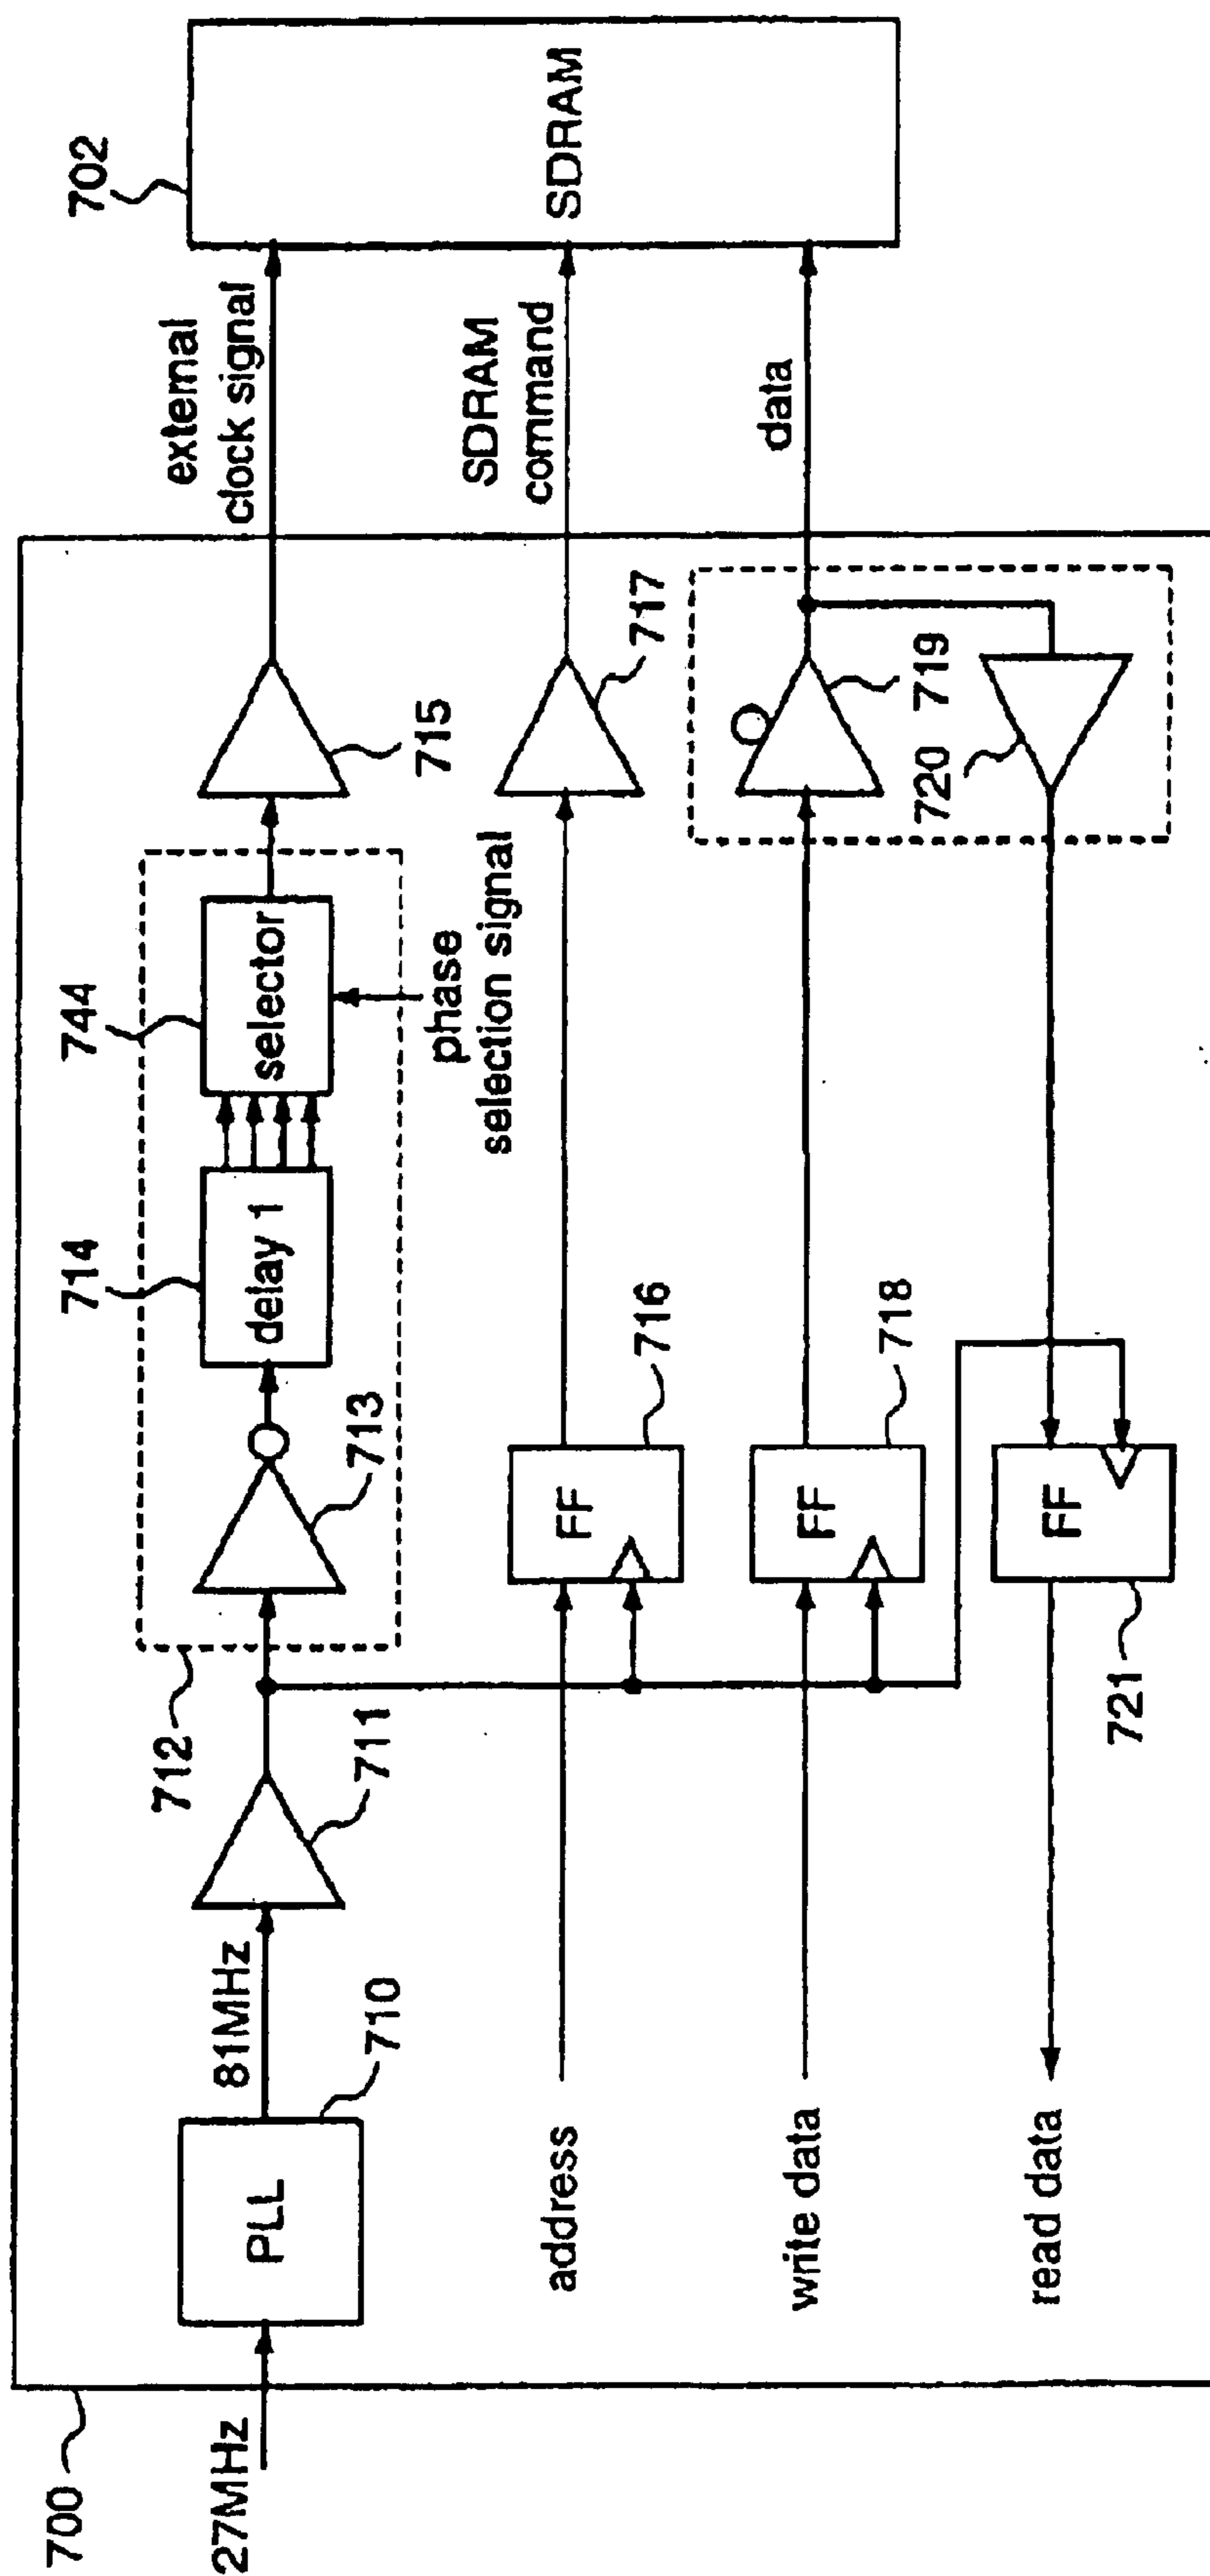 700
27MHz
PLL
710
81MHz
711
712
713
714
delay 1
744
selector
phase
selection signal
715
external
clock signal
702
SDRAM
address
FF
716
717
SDRAM
command
write data
FF
718
719
720
data
read data
FF
721